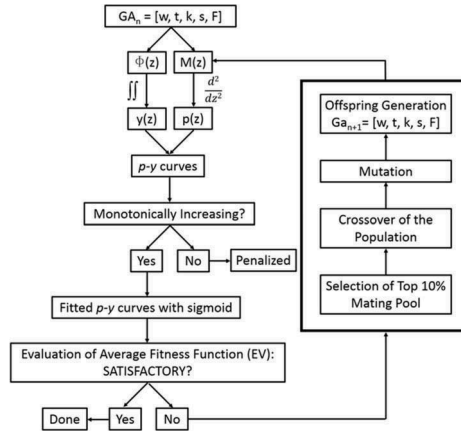 GAn = [w, t, k, s, F]
Φ(z)
M(z)
∬
d²
dz²
y(z)
p(z)
p-y curves
Monotonically Increasing?
Yes
No
Penalized
Fitted p-y curves with sigmoid
Evaluation of Average Fitness Function (EV):
SATISFACTORY?
Done
Yes
No
Offspring Generation
Gan+1= [w, t, k, s, F]
Mutation
Crossover of the
Population
Selection of Top 10%
Mating Pool